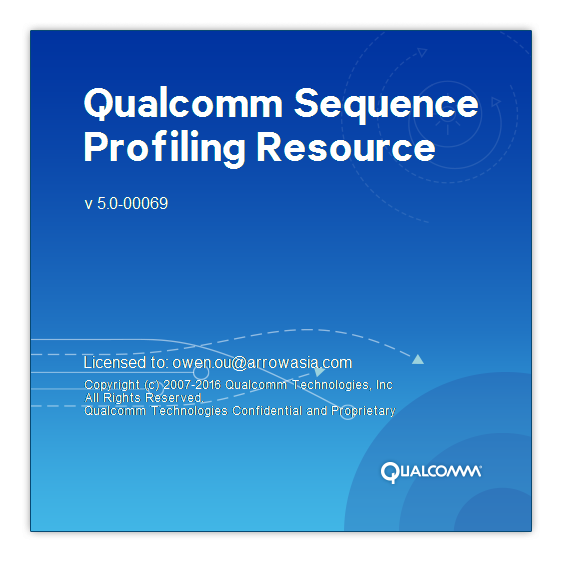 Qualcomm Sequence
Profiling Resource
v 5.0-00069
Licensed to: owen.ou@arrowasia.com
Copyright (c) 2007-2016 Qualcomm Technologies, Inc
All Rights Reserved.
Qualcomm Technologies Confidential and Proprietary
QUALCOMM